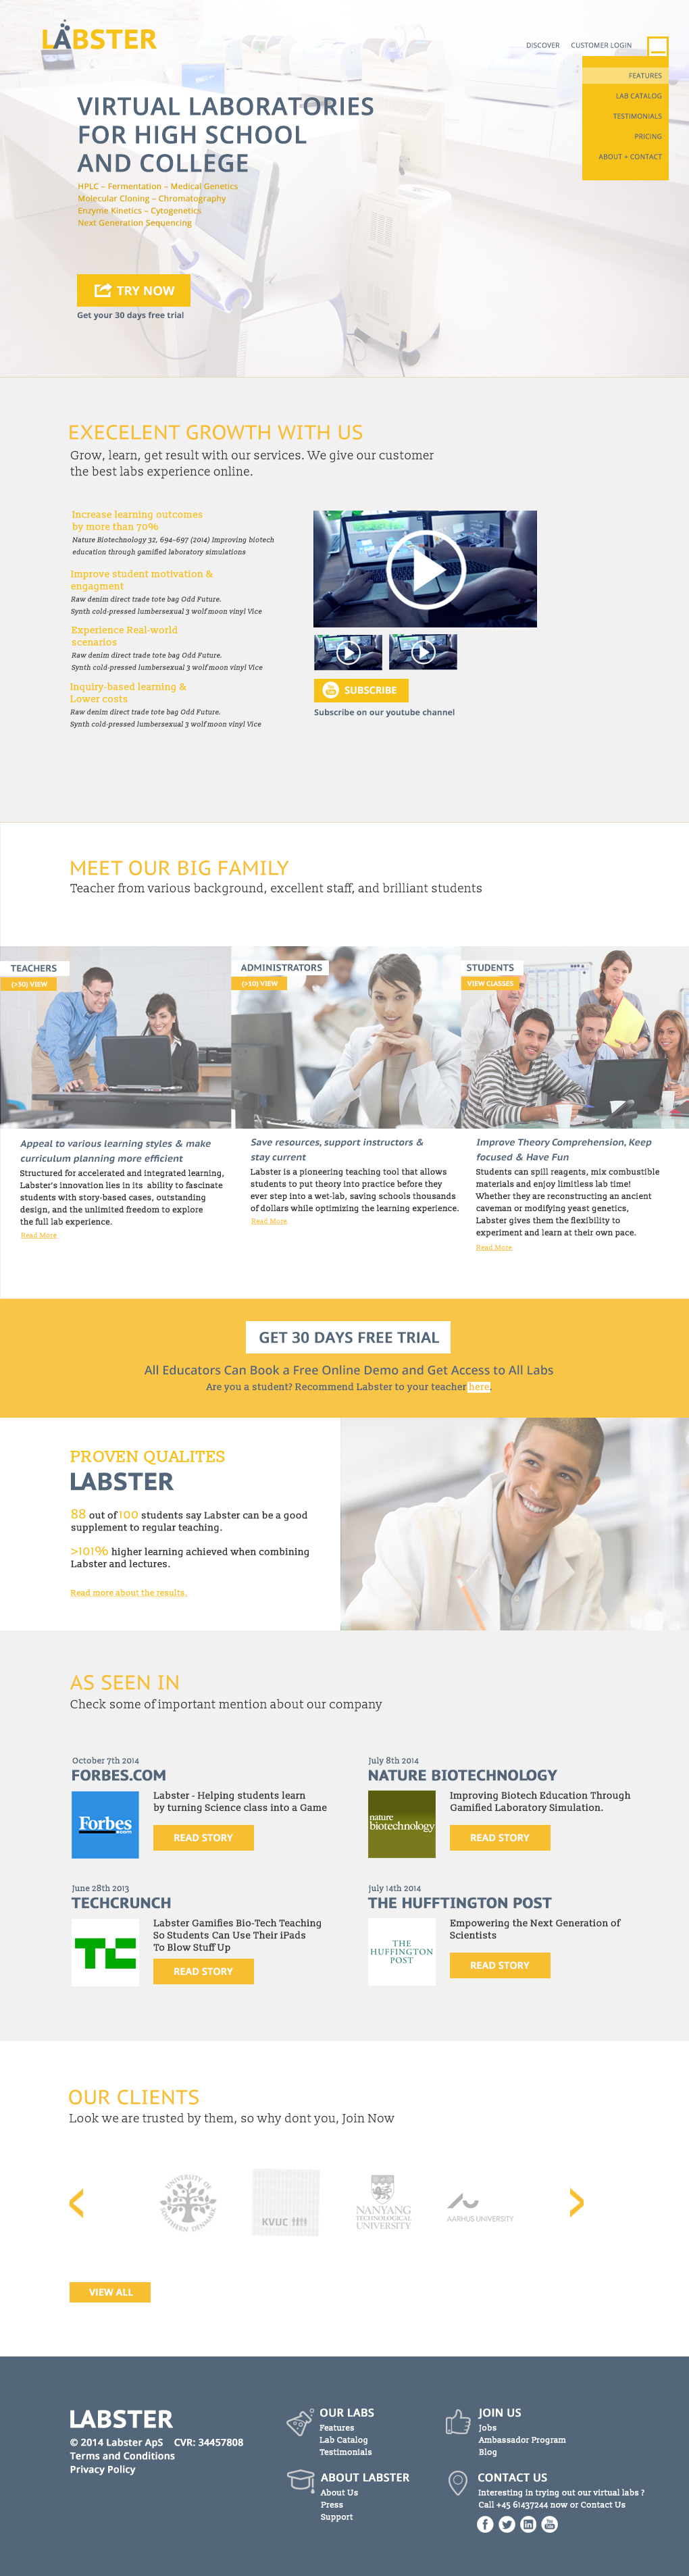 LABSTER
DISCOVER CUSTOMER LOGIN
FEATURES
LAB CATALOG
TESTIMONIALS
PRICING
ABOUT + CONTACT
VIRTUAL LABORATORIES
FOR HIGH SCHOOL
AND COLLEGE
HPLC – Fermentation – Medical Genetics
Molecular Cloning – Chromatography
Enzyme Kinetics – Cytogenetics
Next Generation Sequencing
TRY NOW
Get your 30 days free trial
EXECELENT GROWTH WITH US
Grow, learn, get result with our services. We give our customer
the best labs experience online.
Increase learning outcomes
by more than 70%
Nature Biotechnology 32, 694–697 (2014) Improving biotech
education through gamified laboratory simulations
Improve student motivation &
engagment
Raw denim direct trade tote bag Odd Future.
Synth cold-pressed lumbersexual 3 wolf moon vinyl Vice
Experience Real-world
scenarios
Raw denim direct trade tote bag Odd Future.
Synth cold-pressed lumbersexual 3 wolf moon vinyl Vice
Inquiry-based learning &
Lower costs
Raw denim direct trade tote bag Odd Future.
Synth cold-pressed lumbersexual 3 wolf moon vinyl Vice
You
Tube
SUBSCRIBE
Subscribe on our youtube channel
MEET OUR BIG FAMILY
Teacher from various background, excellent staff, and brilliant students
TEACHERS
(>50) VIEW
Appeal to various learning styles & make
curriculum planning more efficient
Structured for accelerated and integrated learning,
Labster's innovation lies in its ability to fascinate
students with story-based cases, outstanding
design, and the unlimited freedom to explore
the full lab experience.
Read More
ADMINISTRATORS
(>10) VIEW
Save resources, support instructors &
stay current
Labster is a pioneering teaching tool that allows
students to put theory into practice before they
ever step into a wet-lab, saving schools thousands
of dollars while optimizing the learning experience.
Read More
STUDENTS
VIEW CLASSES
Improve Theory Comprehension, Keep
focused & Have Fun
Students can spill reagents, mix combustible
materials and enjoy limitless lab time!
Whether they are reconstructing an ancient
caveman or modifying yeast genetics,
Labster gives them the flexibility to
experiment and learn at their own pace.
Read More
GET 30 DAYS FREE TRIAL
All Educators Can Book a Free Online Demo and Get Access to All Labs
Are you a student? Recommend Labster to your teacher here.
PROVEN QUALITES
LABSTER
88 out of 100 students say Labster can be a good
supplement to regular teaching.
>101% higher learning achieved when combining
Labster and lectures.
Read more about the results.
AS SEEN IN
Check some of important mention about our company
October 7th 2014
FORBES.COM
Forbes
.com
Labster - Helping students learn
by turning Science class into a Game
READ STORY
July 8th 2014
NATURE BIOTECHNOLOGY
nature
biotechnology
Improving Biotech Education Through
Gamified Laboratory Simulation.
READ STORY
June 28th 2013
TECHCRUNCH
TC
Labster Gamifies Bio-Tech Teaching
So Students Can Use Their iPads
To Blow Stuff Up
READ STORY
july 14th 2014
THE HUFFTINGTON POST
THE
HUFFINGTON
POST
Empowering the Next Generation of
Scientists
READ STORY
OUR CLIENTS
Look we are trusted by them, so why dont you, Join Now
UNIVERSITY OF
SOUTHERN DENMARK
KVUC
NANYANG
TECHNOLOGICAL
UNIVERSITY
AARHUS UNIVERSITY
VIEW ALL
LABSTER
© 2014 Labster ApS CVR: 34457808
Terms and Conditions
Privacy Policy
OUR LABS
Features
Lab Catalog
Testimonials
ABOUT LABSTER
About Us
Press
Support
JOIN US
Jobs
Ambassador Program
Blog
CONTACT US
Interesting in trying out our virtual labs ?
Call +45 61437244 now or Contact Us